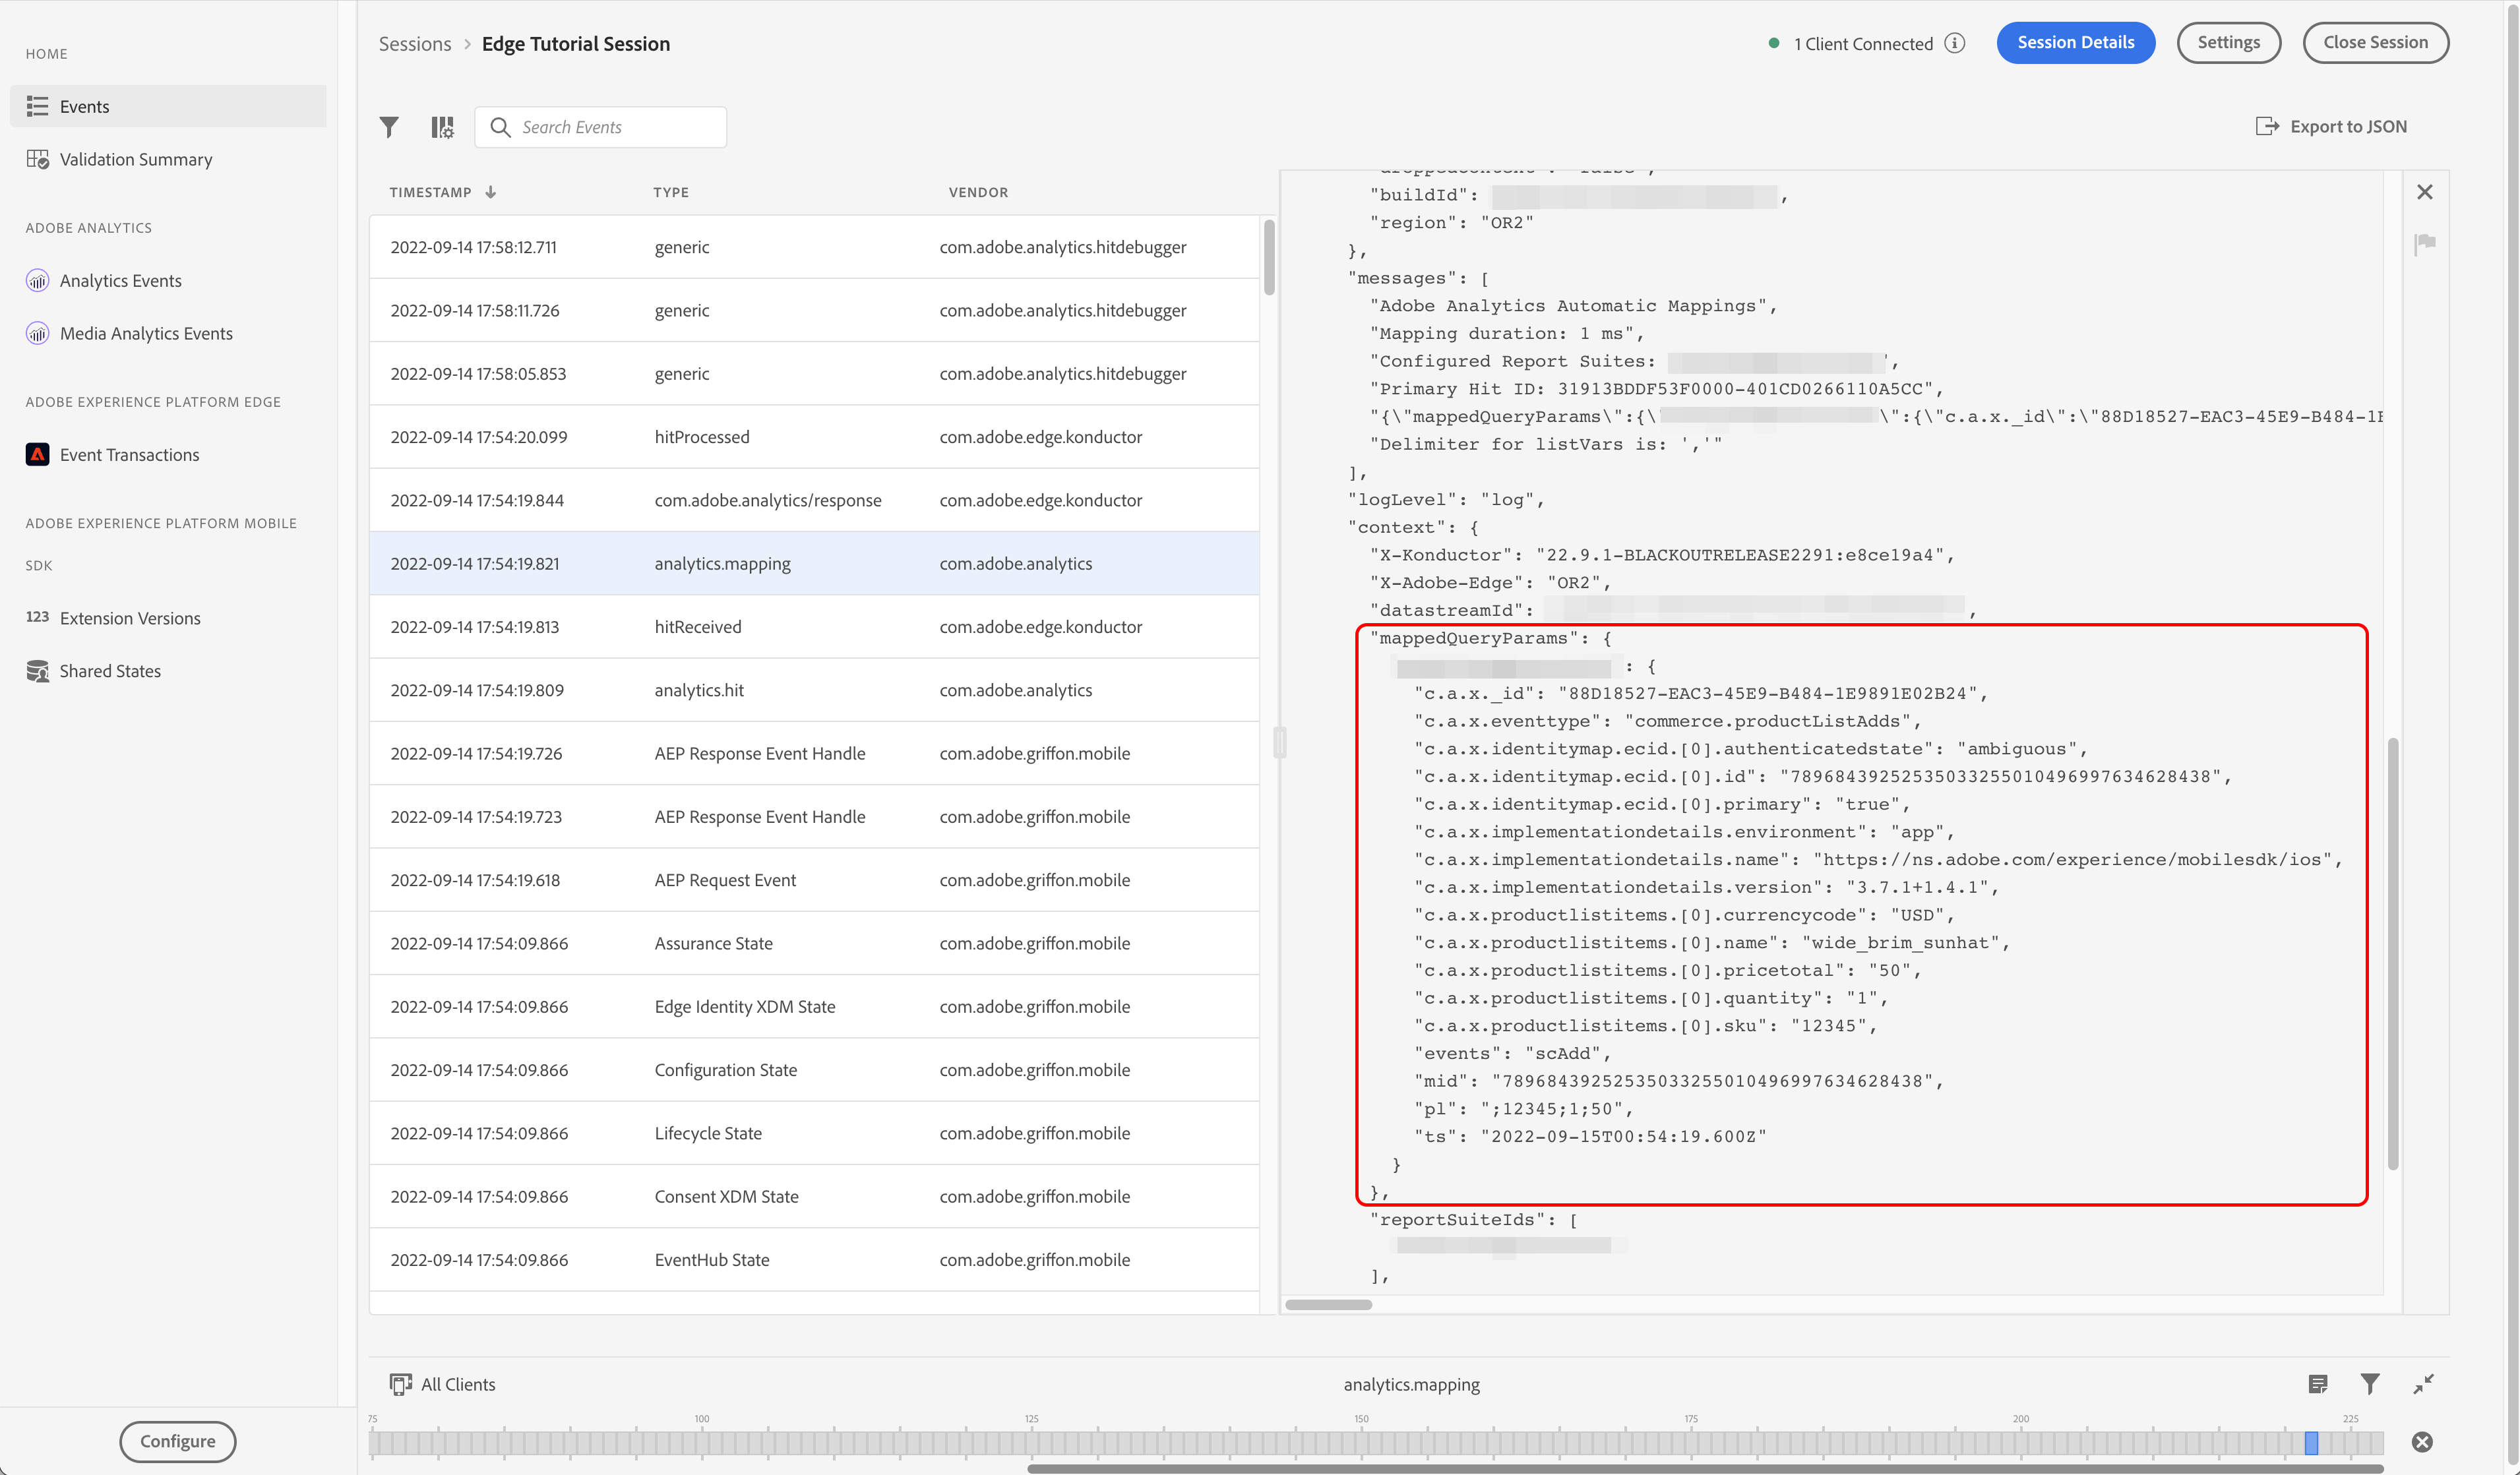 HOME
Events
Validation Summary
ADOBE ANALYTICS
Analytics Events
Media Analytics Events
ADOBE EXPERIENCE PLATFORM EDGE
Event Transactions
ADOBE EXPERIENCE PLATFORM MOBILE
SDK
123 Extension Versions
Shared States
Configure
Sessions > Edge Tutorial Session
1 Client Connected
Session Details
Settings
Close Session
Search Events
Export to JSON
TIMESTAMP TYPE VENDOR
2022-09-14 17:58:12.711 generic com.adobe.analytics.hitdebugger
2022-09-14 17:58:11.726 generic com.adobe.analytics.hitdebugger
2022-09-14 17:58:05.853 generic com.adobe.analytics.hitdebugger
2022-09-14 17:54:20.099 hitProcessed com.adobe.edge.konductor
2022-09-14 17:54:19.844 com.adobe.analytics/response com.adobe.edge.konductor
2022-09-14 17:54:19.821 analytics.mapping com.adobe.analytics
2022-09-14 17:54:19.813 hitReceived com.adobe.edge.konductor
2022-09-14 17:54:19.809 analytics.hit com.adobe.analytics
2022-09-14 17:54:19.726 AEP Response Event Handle com.adobe.griffon.mobile
2022-09-14 17:54:19.723 AEP Response Event Handle com.adobe.griffon.mobile
2022-09-14 17:54:19.618 AEP Request Event com.adobe.griffon.mobile
2022-09-14 17:54:09.866 Assurance State com.adobe.griffon.mobile
2022-09-14 17:54:09.866 Edge Identity XDM State com.adobe.griffon.mobile
2022-09-14 17:54:09.866 Configuration State com.adobe.griffon.mobile
2022-09-14 17:54:09.866 Lifecycle State com.adobe.griffon.mobile
2022-09-14 17:54:09.866 Consent XDM State com.adobe.griffon.mobile
2022-09-14 17:54:09.866 EventHub State com.adobe.griffon.mobile
"buildId": ,
"region": "OR2"
},
"messages": [
"Adobe Analytics Automatic Mappings",
"Mapping duration: 1 ms",
"Configured Report Suites: ,
"Primary Hit ID: 31913BDDF53F0000-401CD0266110A5CC",
"{\"mappedQueryParams\":{\ \":{\"c.a.x._id\":\"88D18527-EAC3-45E9-B484-1E
"Delimiter for listVars is: ','"
],
"logLevel": "log",
"context": {
"X-Konductor": "22.9.1-BLACKOUTRELEASE2291:e8ce19a4",
"X-Adobe-Edge": "OR2",
"datastreamId": ,
"mappedQueryParams": {
: {
"c.a.x._id": "88D18527-EAC3-45E9-B484-1E9891E02B24",
"c.a.x.eventtype": "commerce.productListAdds",
"c.a.x.identitymap.ecid.[0].authenticatedstate": "ambiguous",
"c.a.x.identitymap.ecid.[0].id": "78968439252535033255010496997634628438",
"c.a.x.identitymap.ecid.[0].primary": "true",
"c.a.x.implementationdetails.environment": "app",
"c.a.x.implementationdetails.name": "https://ns.adobe.com/experience/mobilesdk/ios",
"c.a.x.implementationdetails.version": "3.7.1+1.4.1",
"c.a.x.productlistitems.[0].currencycode": "USD",
"c.a.x.productlistitems.[0].name": "wide_brim_sunhat",
"c.a.x.productlistitems.[0].pricetotal": "50",
"c.a.x.productlistitems.[0].quantity": "1",
"c.a.x.productlistitems.[0].sku": "12345",
"events": "scAdd",
"mid": "78968439252535033255010496997634628438",
"pl": ";12345;1;50",
"ts": "2022-09-15T00:54:19.600Z"
}
},
"reportSuiteIds": [
],
All Clients
analytics.mapping
75 100 125 150 175 200 225